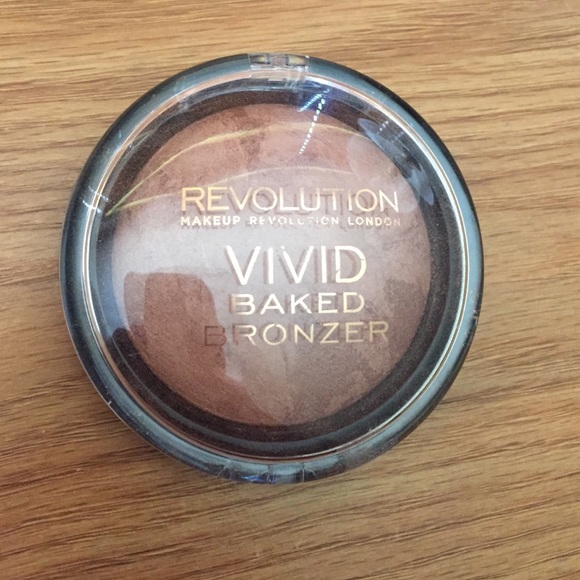 REVOLUTION
MAKEUP REVOLUTION LONDON
VIVID
BAKED
BRONZER